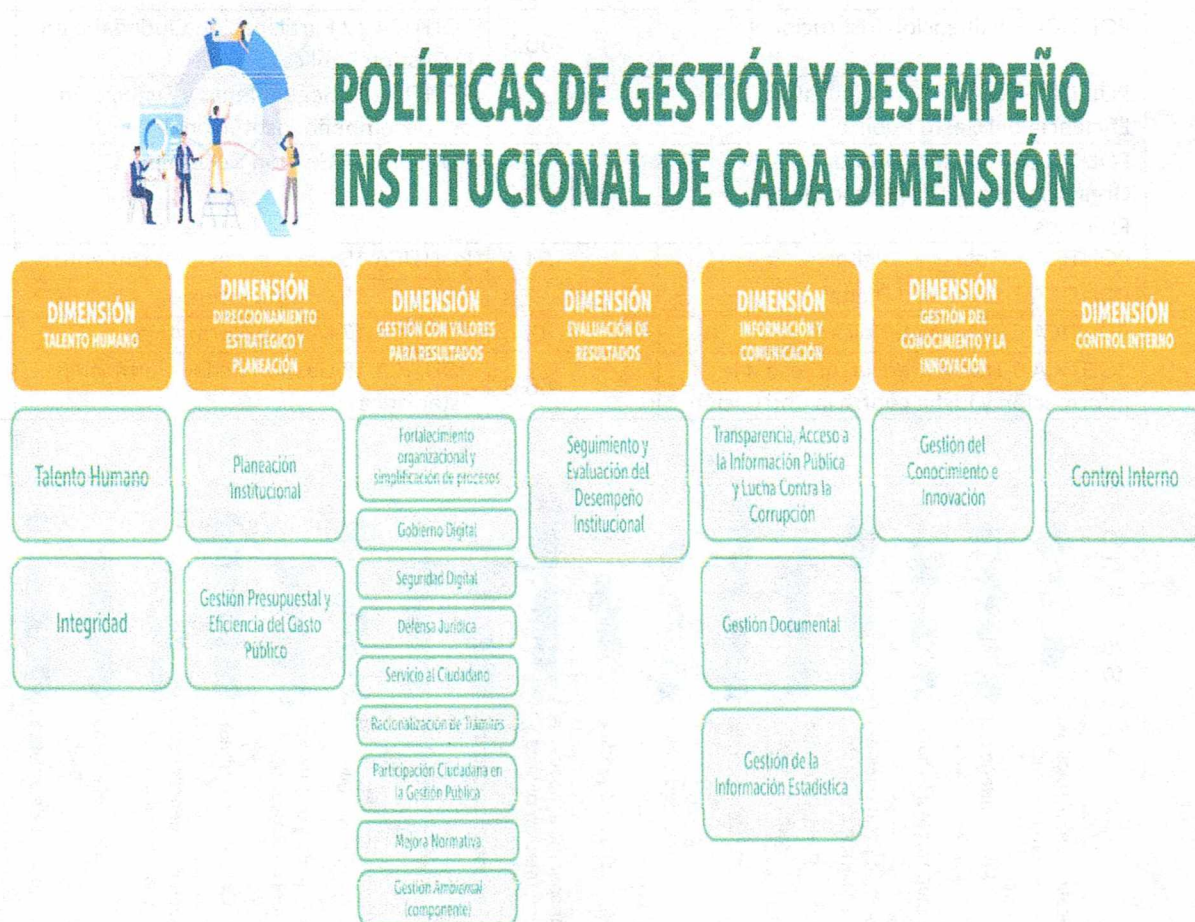 POLÍTICAS DE GESTIÓN Y DESEMPEÑO
INSTITUCIONAL DE CADA DIMENSIÓN
DIMENSIÓN
TALENTO HUMANO
DIMENSIÓN
DIRECCIONAMIENTO
ESTRATÉGICO Y
PLANEACIÓN
DIMENSIÓN
GESTIÓN CON VALORES
PARA RESULTADOS
DIMENSIÓN
EVALUACIÓN DE
RESULTADOS
DIMENSIÓN
INFORMACIÓN Y
COMUNICACIÓN
DIMENSIÓN
GESTIÓN DEL
CONOCIMIENTO Y LA
INNOVACIÓN
DIMENSIÓN
CONTROL INTERNO
Talento Humano
Integridad
Planeación
Institucional
Gestión Presupuestal y
Eficiencia del Gasto
Público
Fortalecimiento
organizacional y
simplificación de procesos
Gobierno Digital
Seguridad Digital
Defensa Jurídica
Servicio al Ciudadano
Racionalización de Trámites
Participación Ciudadana en
la Gestión Pública
Mejora Normativa
Gestión Ambiental
(componente)
Seguimiento y
Evaluación del
Desempeño
Institucional
Transparencia, Acceso a
la Información Pública
y Lucha Contra la
Corrupción
Gestión Documental
Gestión de la
Información Estadística
Gestión del
Conocimiento e
Innovación
Control Interno